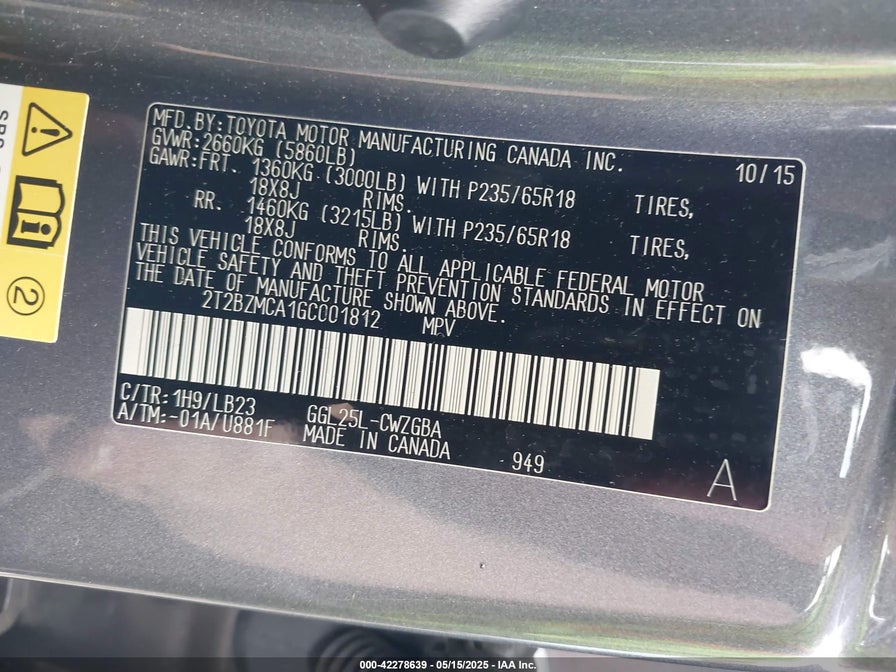 MFD.BY:TOYOTA MOTOR MANUFACTURING CANADA INC.
10/15
GVWR:2660KG (5860LB)
GAWR:FRT. 1360KG (3000LB) WITH P235/65R18 TIRES,
18X8J RIMS.
RR. 1460KG (3215LB) WITH P235/65R18 TIRES,
18X8J RIMS.
THIS VEHICLE CONFORMS TO ALL APPLICABLE FEDERAL MOTOR
VEHICLE SAFETY AND THEFT PREVENTION STANDARDS IN EFFECT ON
THE DATE OF MANUFACTURE SHOWN ABOVE.
2T2BZMCA1GC001812 MPV
C/TR:1H9/LB23
A/TM:-01A/U881F
GGL25L-CWZGBA
MADE IN CANADA
949
A
2
000-42278639 - 05/15/2025 - IAA Inc.